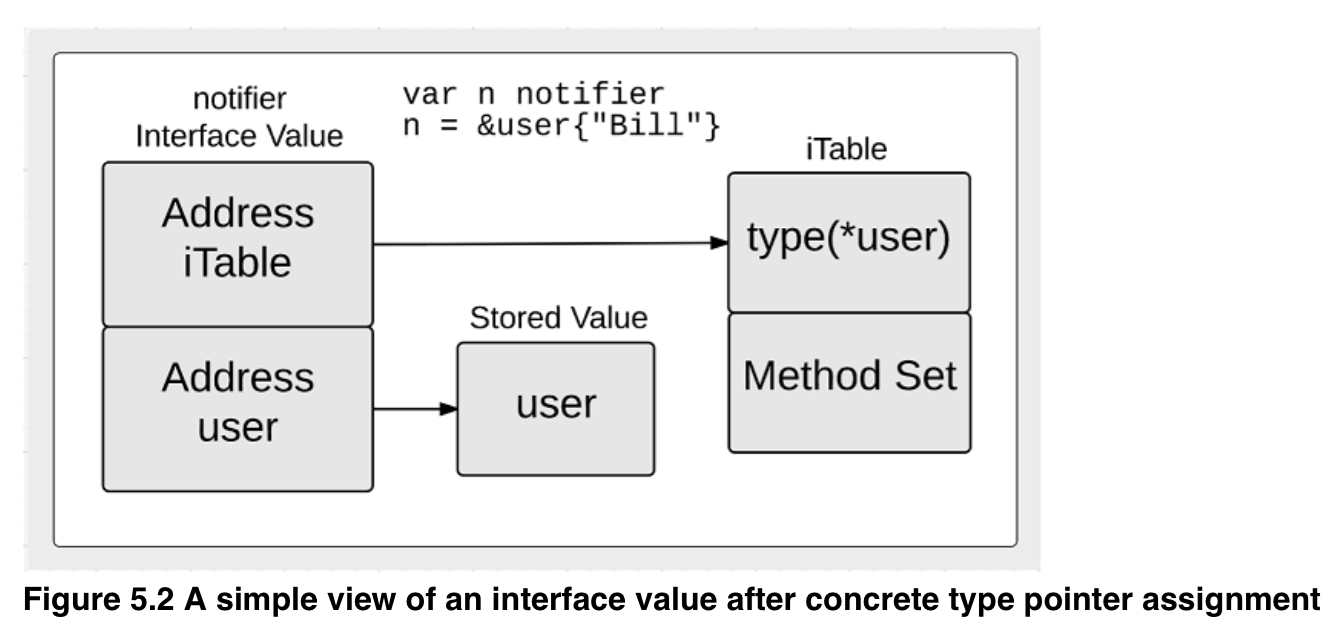 notifier
Interface Value
var n notifier
n = &user{"Bill"}
iTable
Address
iTable
type(*user)
Stored Value
Address
user
user
Method Set
Figure 5.2 A simple view of an interface value after concrete type pointer assignment